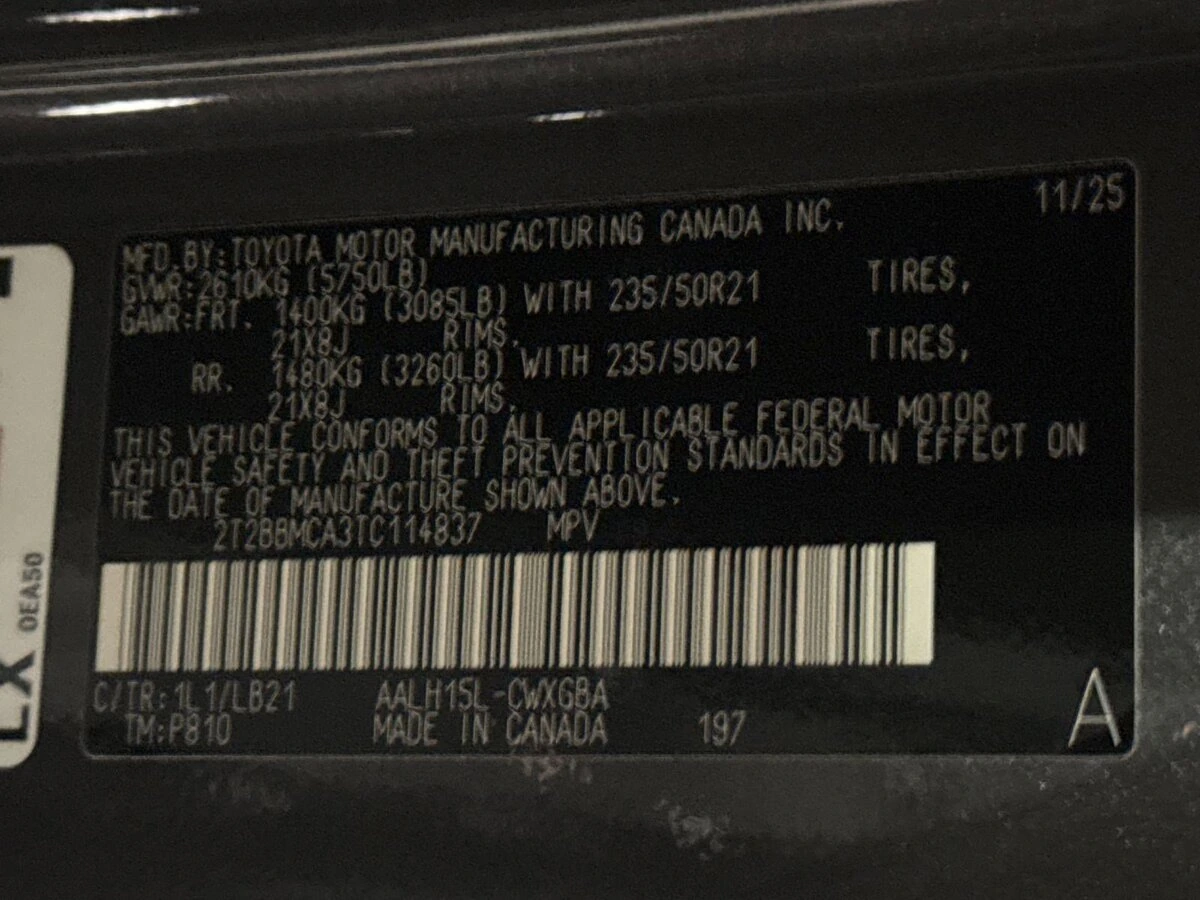 11/25
MFD. BY: TOYOTA MOTOR MANUFACTURING CANADA INC.
GVWR: 2610KG (5750LB)
GAWR: FRT. 1400KG (3085LB) WITH 235/50R21 TIRES,
21X8J RIMS,
RR. 1480KG (3260LB) WITH 235/50R21 TIRES,
21X8J RIMS.
THIS VEHICLE CONFORMS TO ALL APPLICABLE FEDERAL MOTOR
VEHICLE SAFETY AND THEFT PREVENTION STANDARDS IN EFFECT ON
THE DATE OF MANUFACTURE SHOWN ABOVE.
2T2BBMCA3TC114837 MPV
C/TR: 1L1/LB21 AALH15L-CWXGBA
TM: P810 MADE IN CANADA 197
A
OEA50
LX